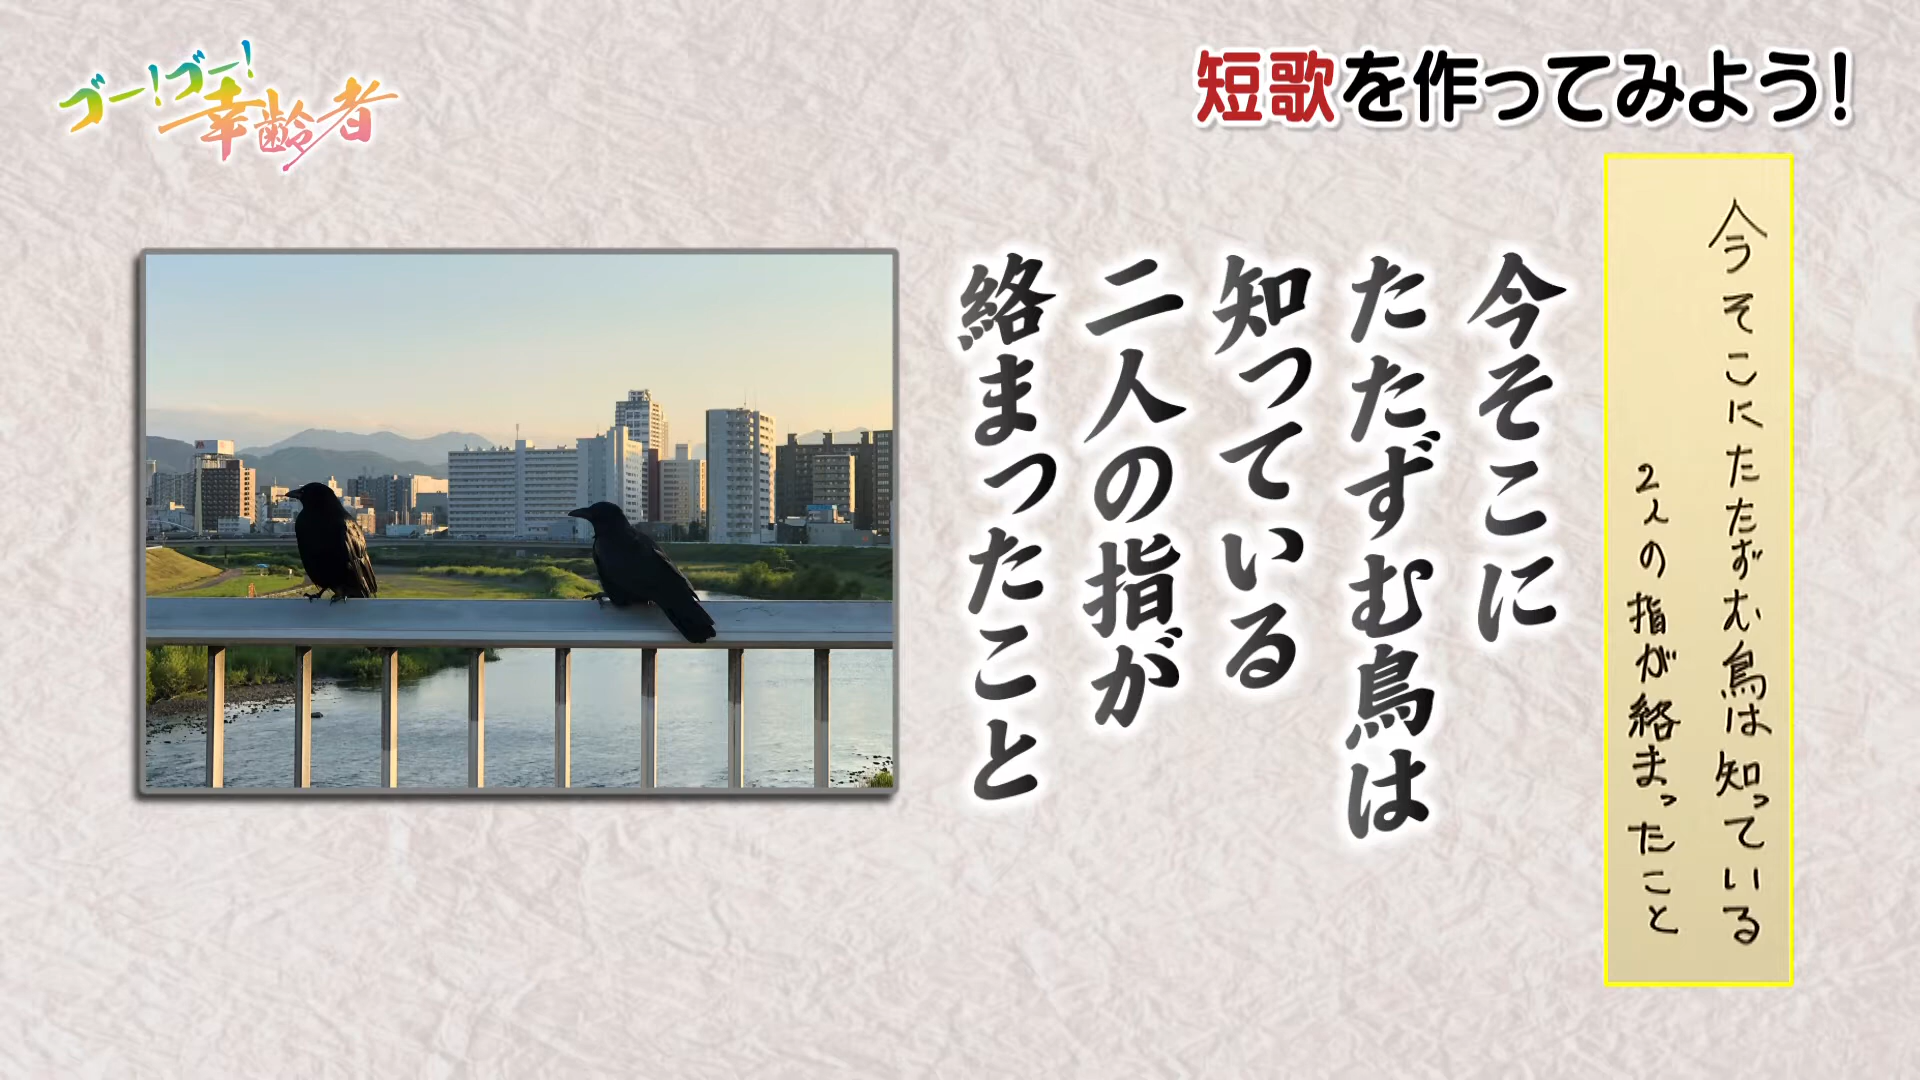 ゴー!ゴー!
幸齢者
短歌を作ってみよう!
今そこにたたずむ鳥は知っている
2人の指が絡まったこと
今そこに
たたずむ鳥は
知っている
二人の指が
絡まったこと